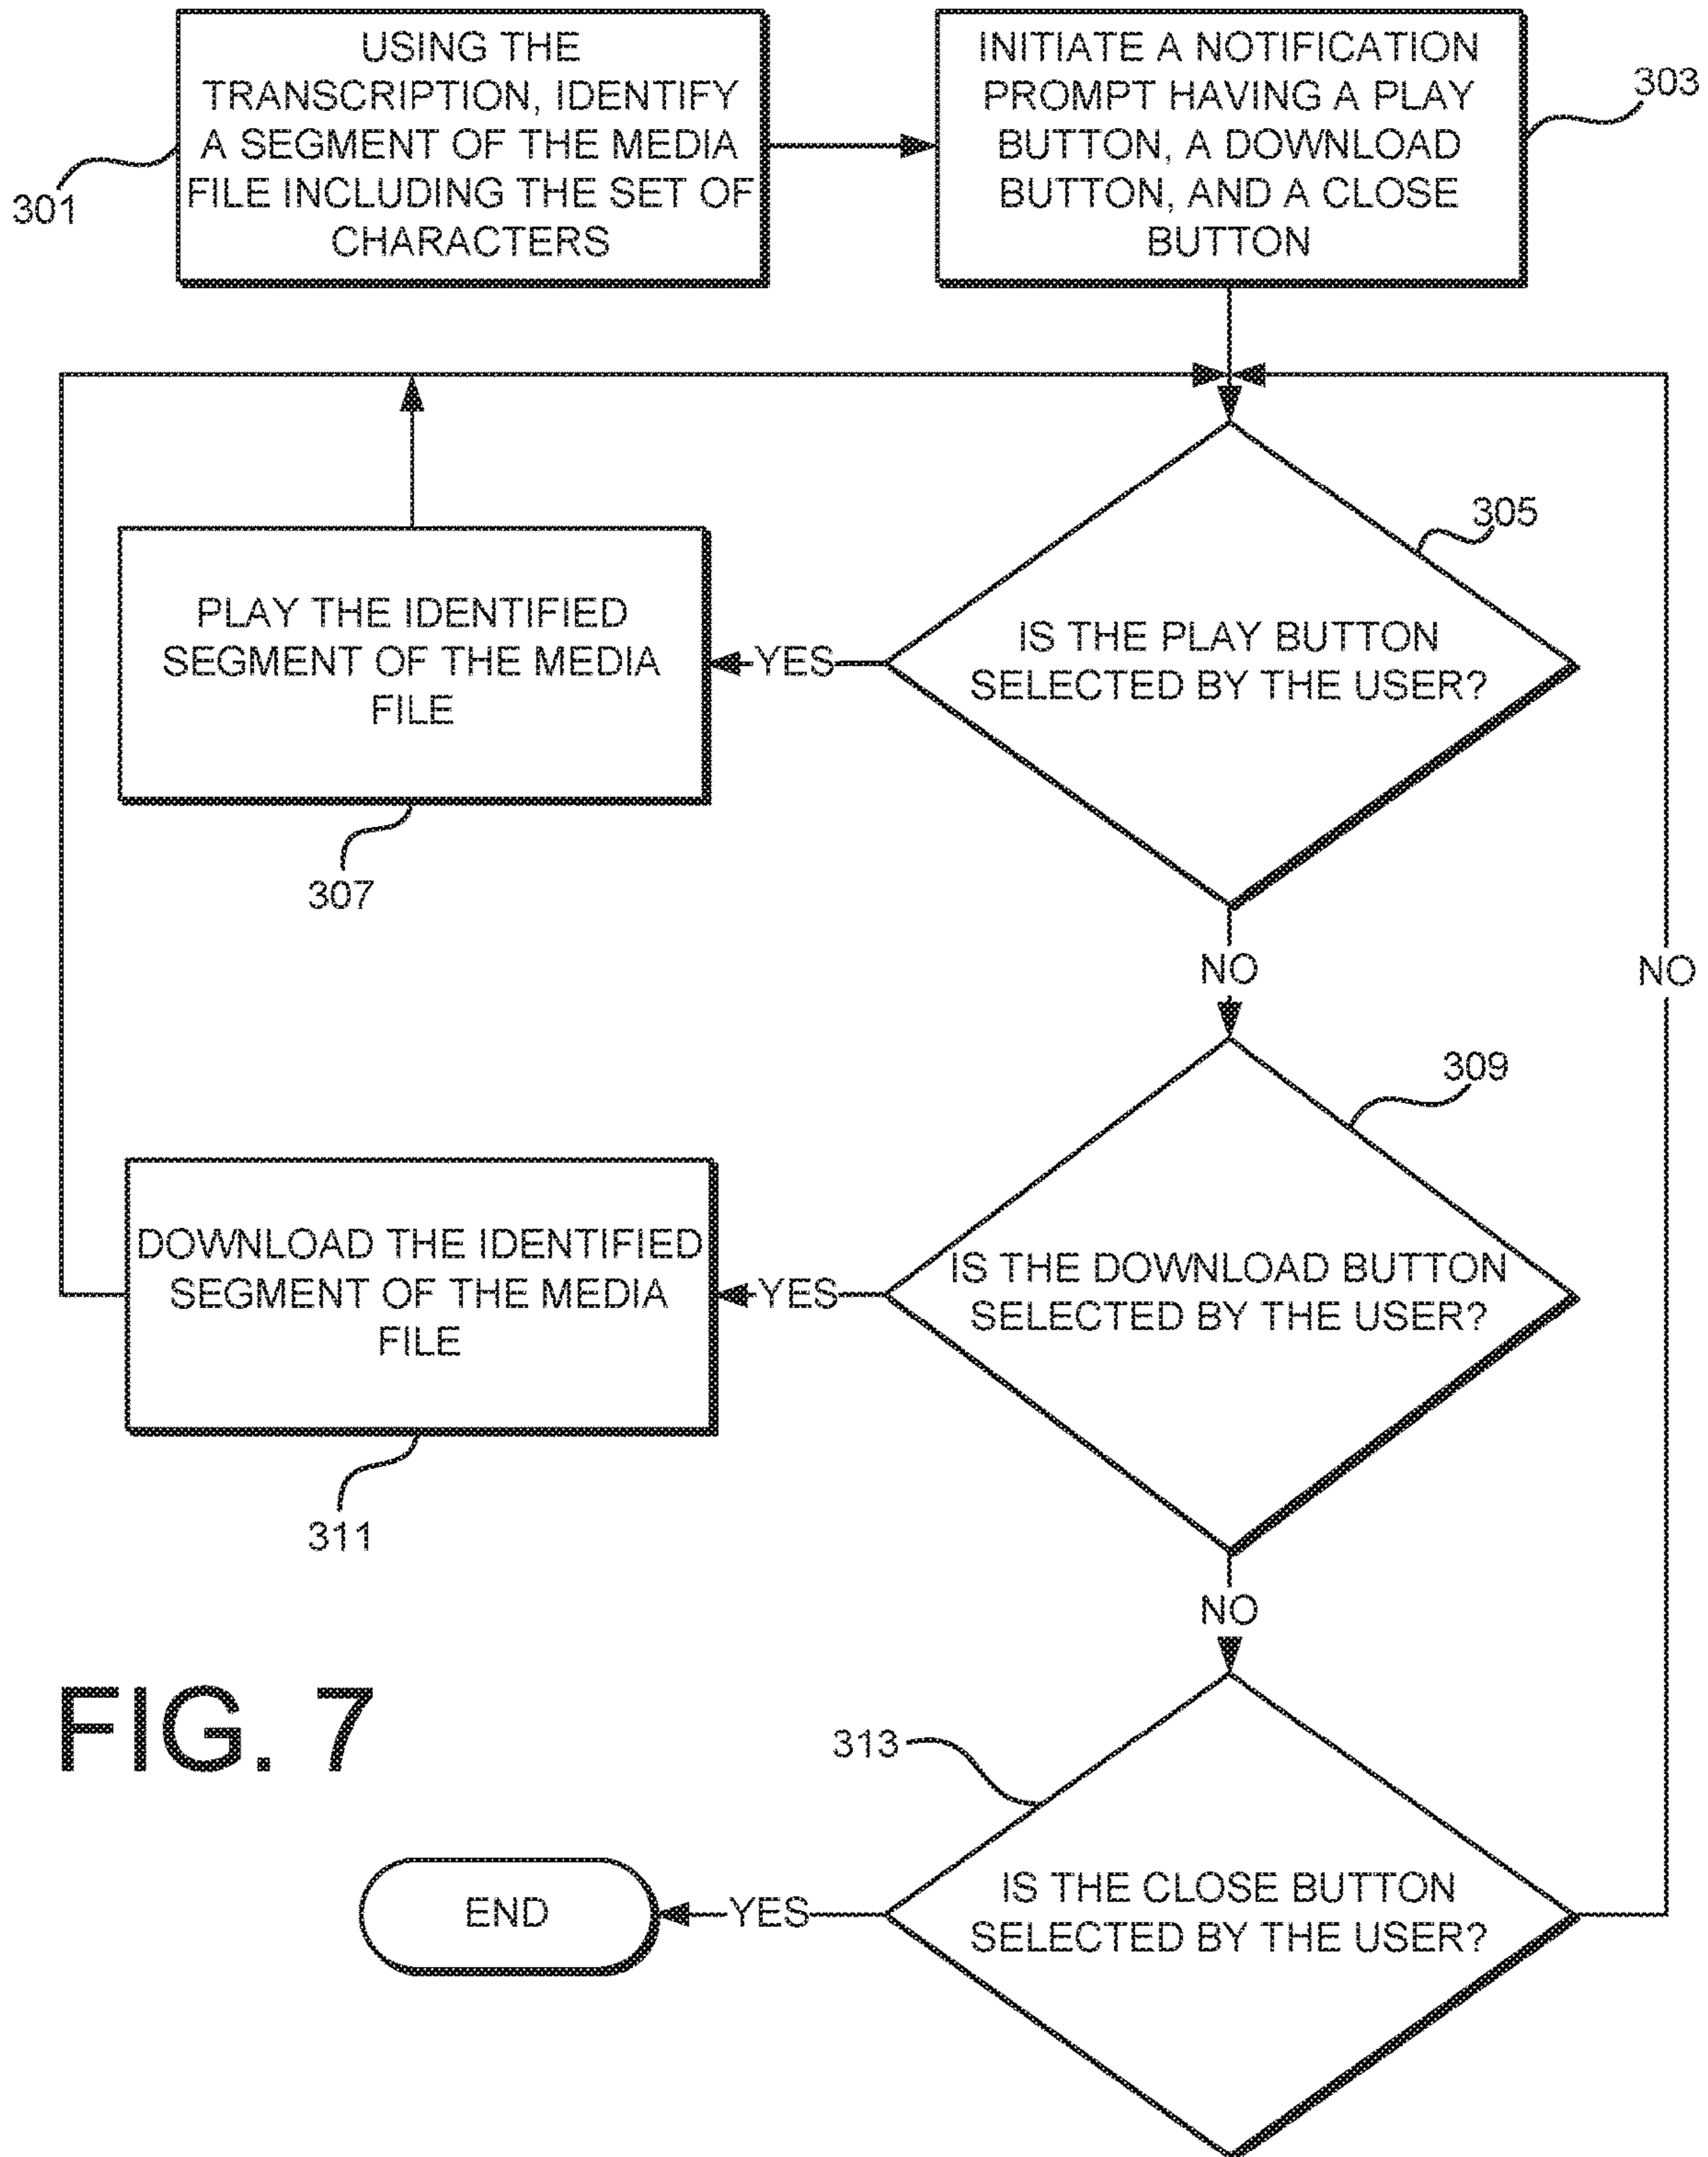 USING THE
TRANSCRIPTION, IDENTIFY
A SEGMENT OF THE MEDIA
FILE INCLUDING THE SET OF
CHARACTERS
301
INITIATE A NOTIFICATION
PROMPT HAVING A PLAY
BUTTON, A DOWNLOAD
BUTTON, AND A CLOSE
BUTTON
303
305
IS THE PLAY BUTTON
SELECTED BY THE USER?
YES
PLAY THE IDENTIFIED
SEGMENT OF THE MEDIA
FILE
307
NO
NO
309
IS THE DOWNLOAD BUTTON
SELECTED BY THE USER?
YES
DOWNLOAD THE IDENTIFIED
SEGMENT OF THE MEDIA
FILE
311
NO
FIG. 7
313
IS THE CLOSE BUTTON
SELECTED BY THE USER?
YES
END